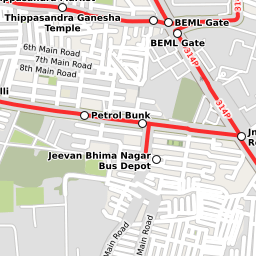 Thippasandra Ganesha
Temple
BEML Gate
BEML Gate
314P
6th Main Road
7th Main Road
8th Main Road
314P
Petrol Bunk
Jeevan Bhima Nagar
Bus Depot
Main Road
Main Road